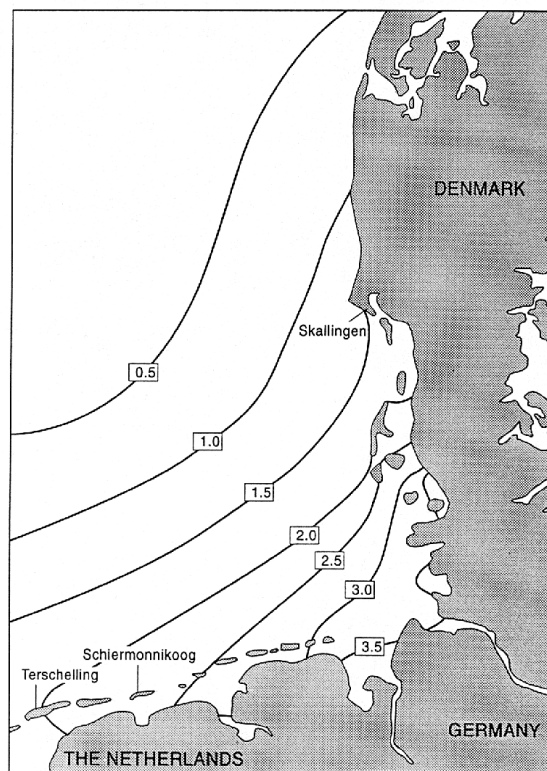 DENMARK
Skallingen
0.5
1.0
1.5
2.0
2.5
3.0
3.5
Schiermonnikoog
Terschelling
GERMANY
THE NETHERLANDS